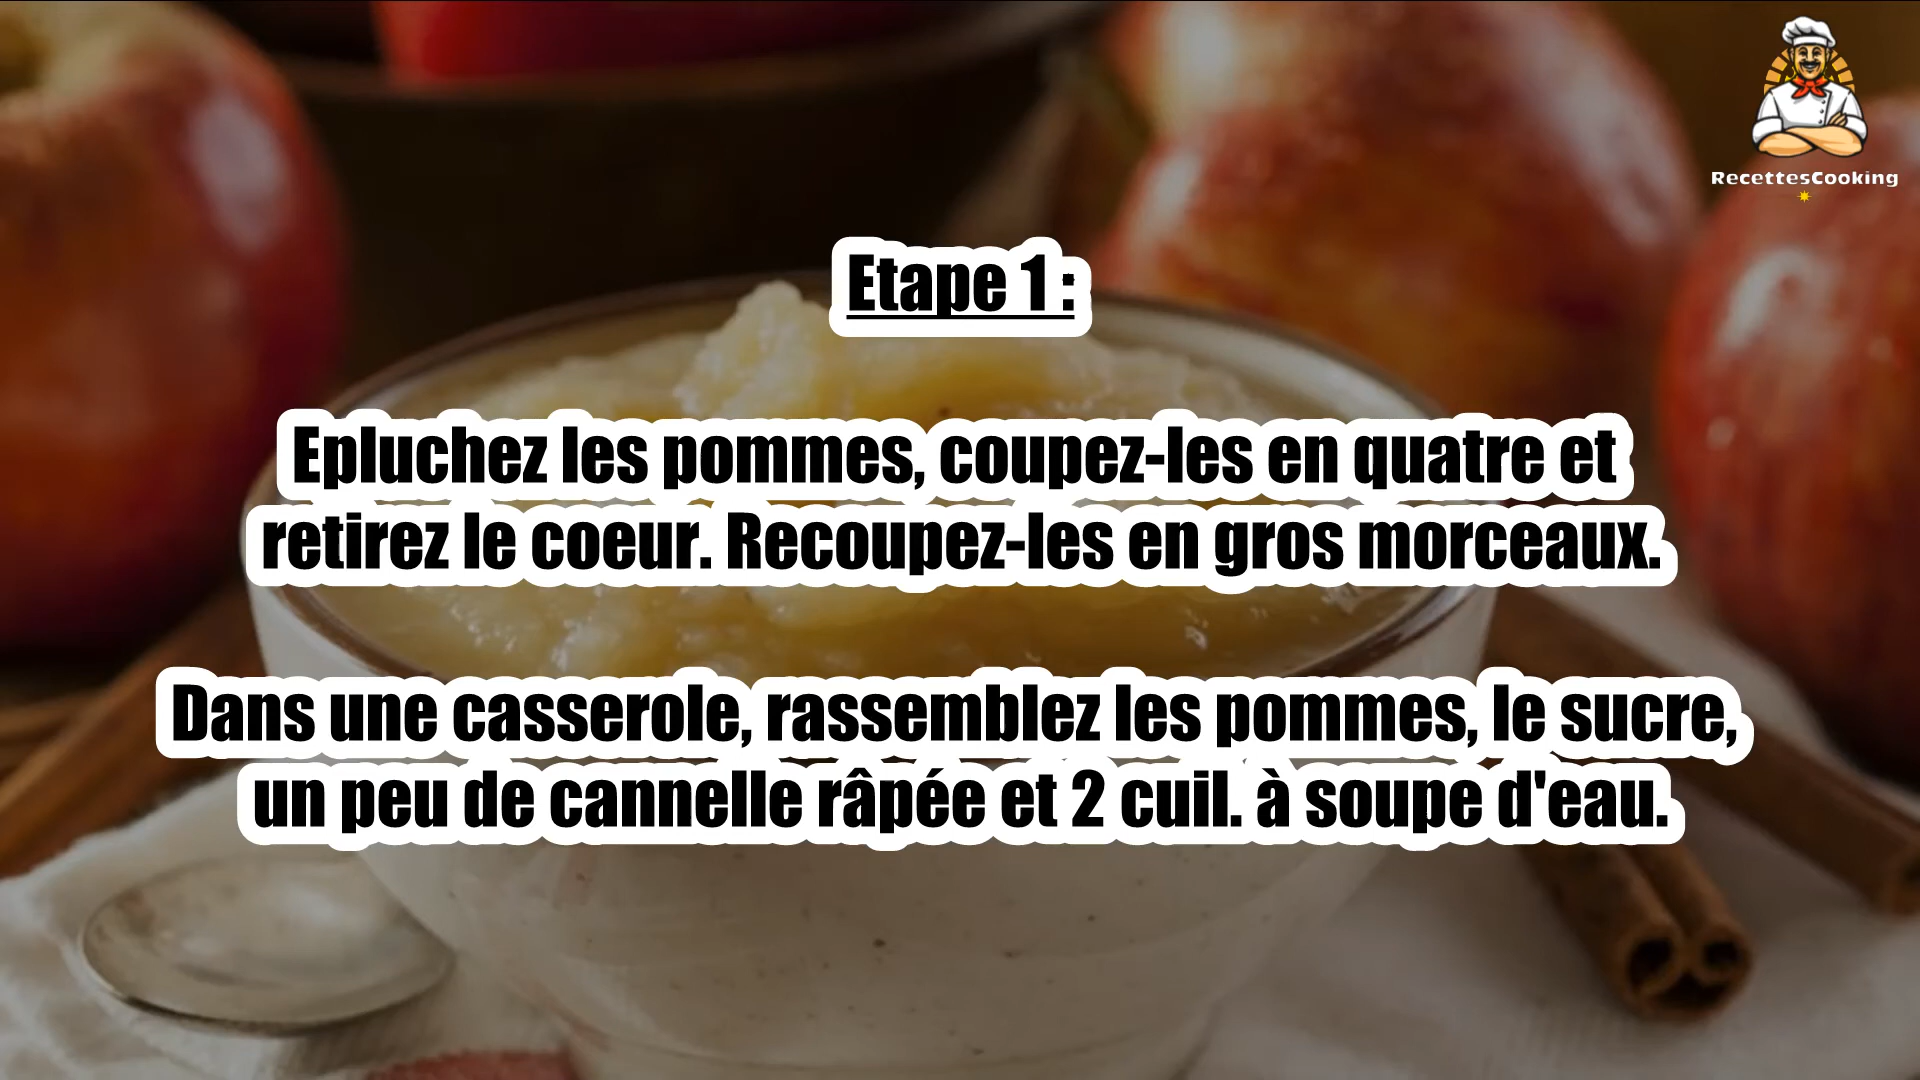 RecettesCooking
Etape 1 :
Epluchez les pommes, coupez-les en quatre et
retirez le coeur. Recoupez-les en gros morceaux.
Dans une casserole, rassemblez les pommes, le sucre,
un peu de cannelle râpée et 2 cuil. à soupe d'eau.